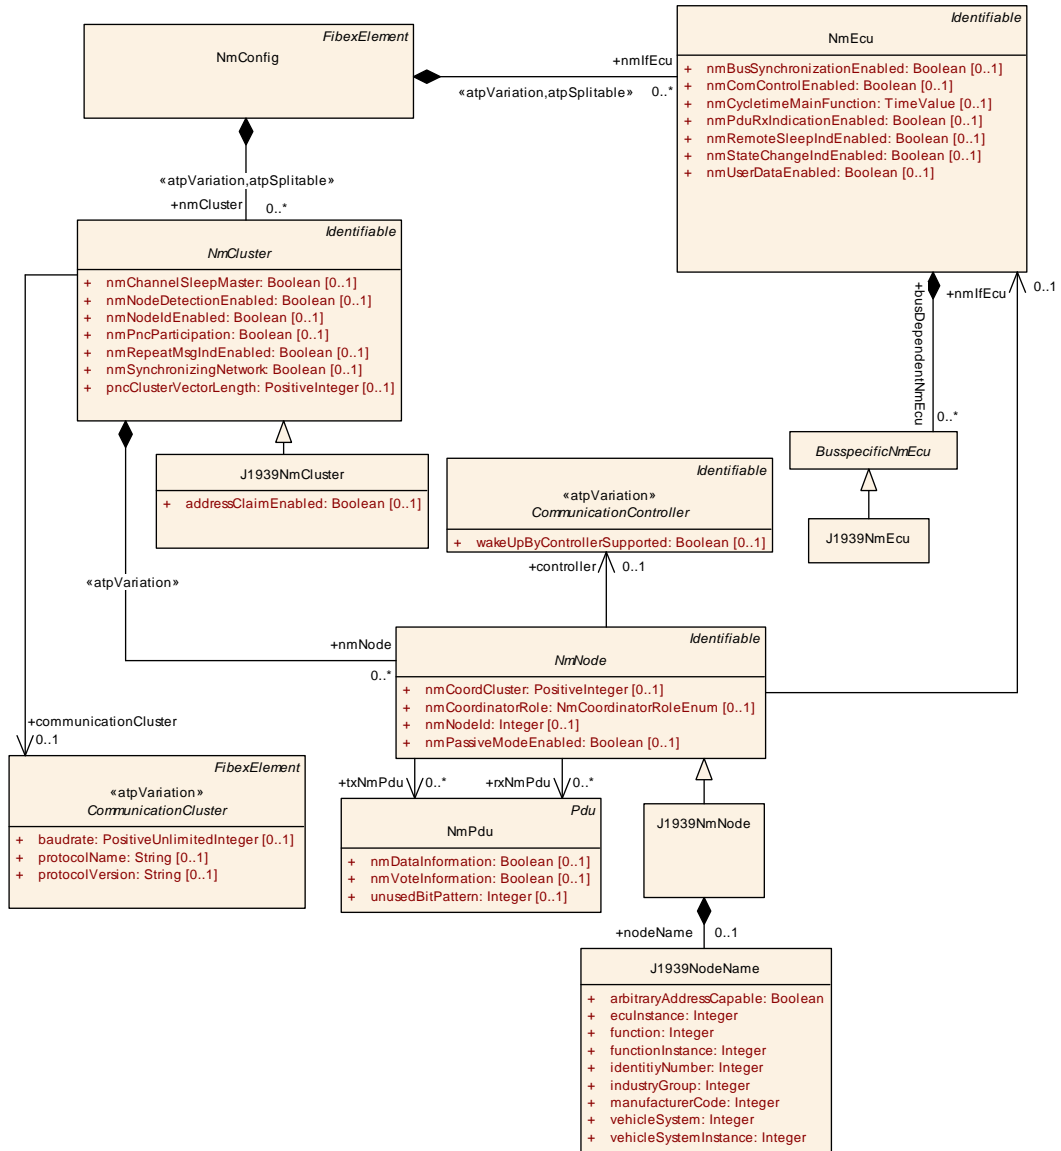 FibexElement
NmConfig
Identifiable
NmEcu
+ nmBusSynchronizationEnabled: Boolean [0..1]
+ nmComControlEnabled: Boolean [0..1]
+ nmCycletimeMainFunction: TimeValue [0..1]
+ nmPduRxIndicationEnabled: Boolean [0..1]
+ nmRemoteSleepIndEnabled: Boolean [0..1]
+ nmStateChangeIndEnabled: Boolean [0..1]
+ nmUserDataEnabled: Boolean [0..1]
+nmIfEcu
«atpVariation,atpSplitable» 0..*
«atpVariation,atpSplitable»
+nmCluster 0..*
Identifiable
NmCluster
+ nmChannelSleepMaster: Boolean [0..1]
+ nmNodeDetectionEnabled: Boolean [0..1]
+ nmNodeIdEnabled: Boolean [0..1]
+ nmPncParticipation: Boolean [0..1]
+ nmRepeatMsgIndEnabled: Boolean [0..1]
+ nmSynchronizingNetwork: Boolean [0..1]
+ pncClusterVectorLength: PositiveInteger [0..1]
+busDependentNmEcu
0..*
+nmIfEcu 0..1
BusspecificNmEcu
J1939NmEcu
J1939NmCluster
+ addressClaimEnabled: Boolean [0..1]
Identifiable
«atpVariation»
CommunicationController
+ wakeUpByControllerSupported: Boolean [0..1]
+controller 0..1
«atpVariation»
+nmNode
0..*
Identifiable
NmNode
+ nmCoordCluster: PositiveInteger [0..1]
+ nmCoordinatorRole: NmCoordinatorRoleEnum [0..1]
+ nmNodeId: Integer [0..1]
+ nmPassiveModeEnabled: Boolean [0..1]
+communicationCluster
0..1
FibexElement
«atpVariation»
CommunicationCluster
+ baudrate: PositiveUnlimitedInteger [0..1]
+ protocolName: String [0..1]
+ protocolVersion: String [0..1]
+txNmPdu 0..*
+rxNmPdu 0..*
Pdu
NmPdu
+ nmDataInformation: Boolean [0..1]
+ nmVoteInformation: Boolean [0..1]
+ unusedBitPattern: Integer [0..1]
J1939NmNode
+nodeName 0..1
J1939NodeName
+ arbitraryAddressCapable: Boolean
+ ecuInstance: Integer
+ function: Integer
+ functionInstance: Integer
+ identitiyNumber: Integer
+ industryGroup: Integer
+ manufacturerCode: Integer
+ vehicleSystem: Integer
+ vehicleSystemInstance: Integer